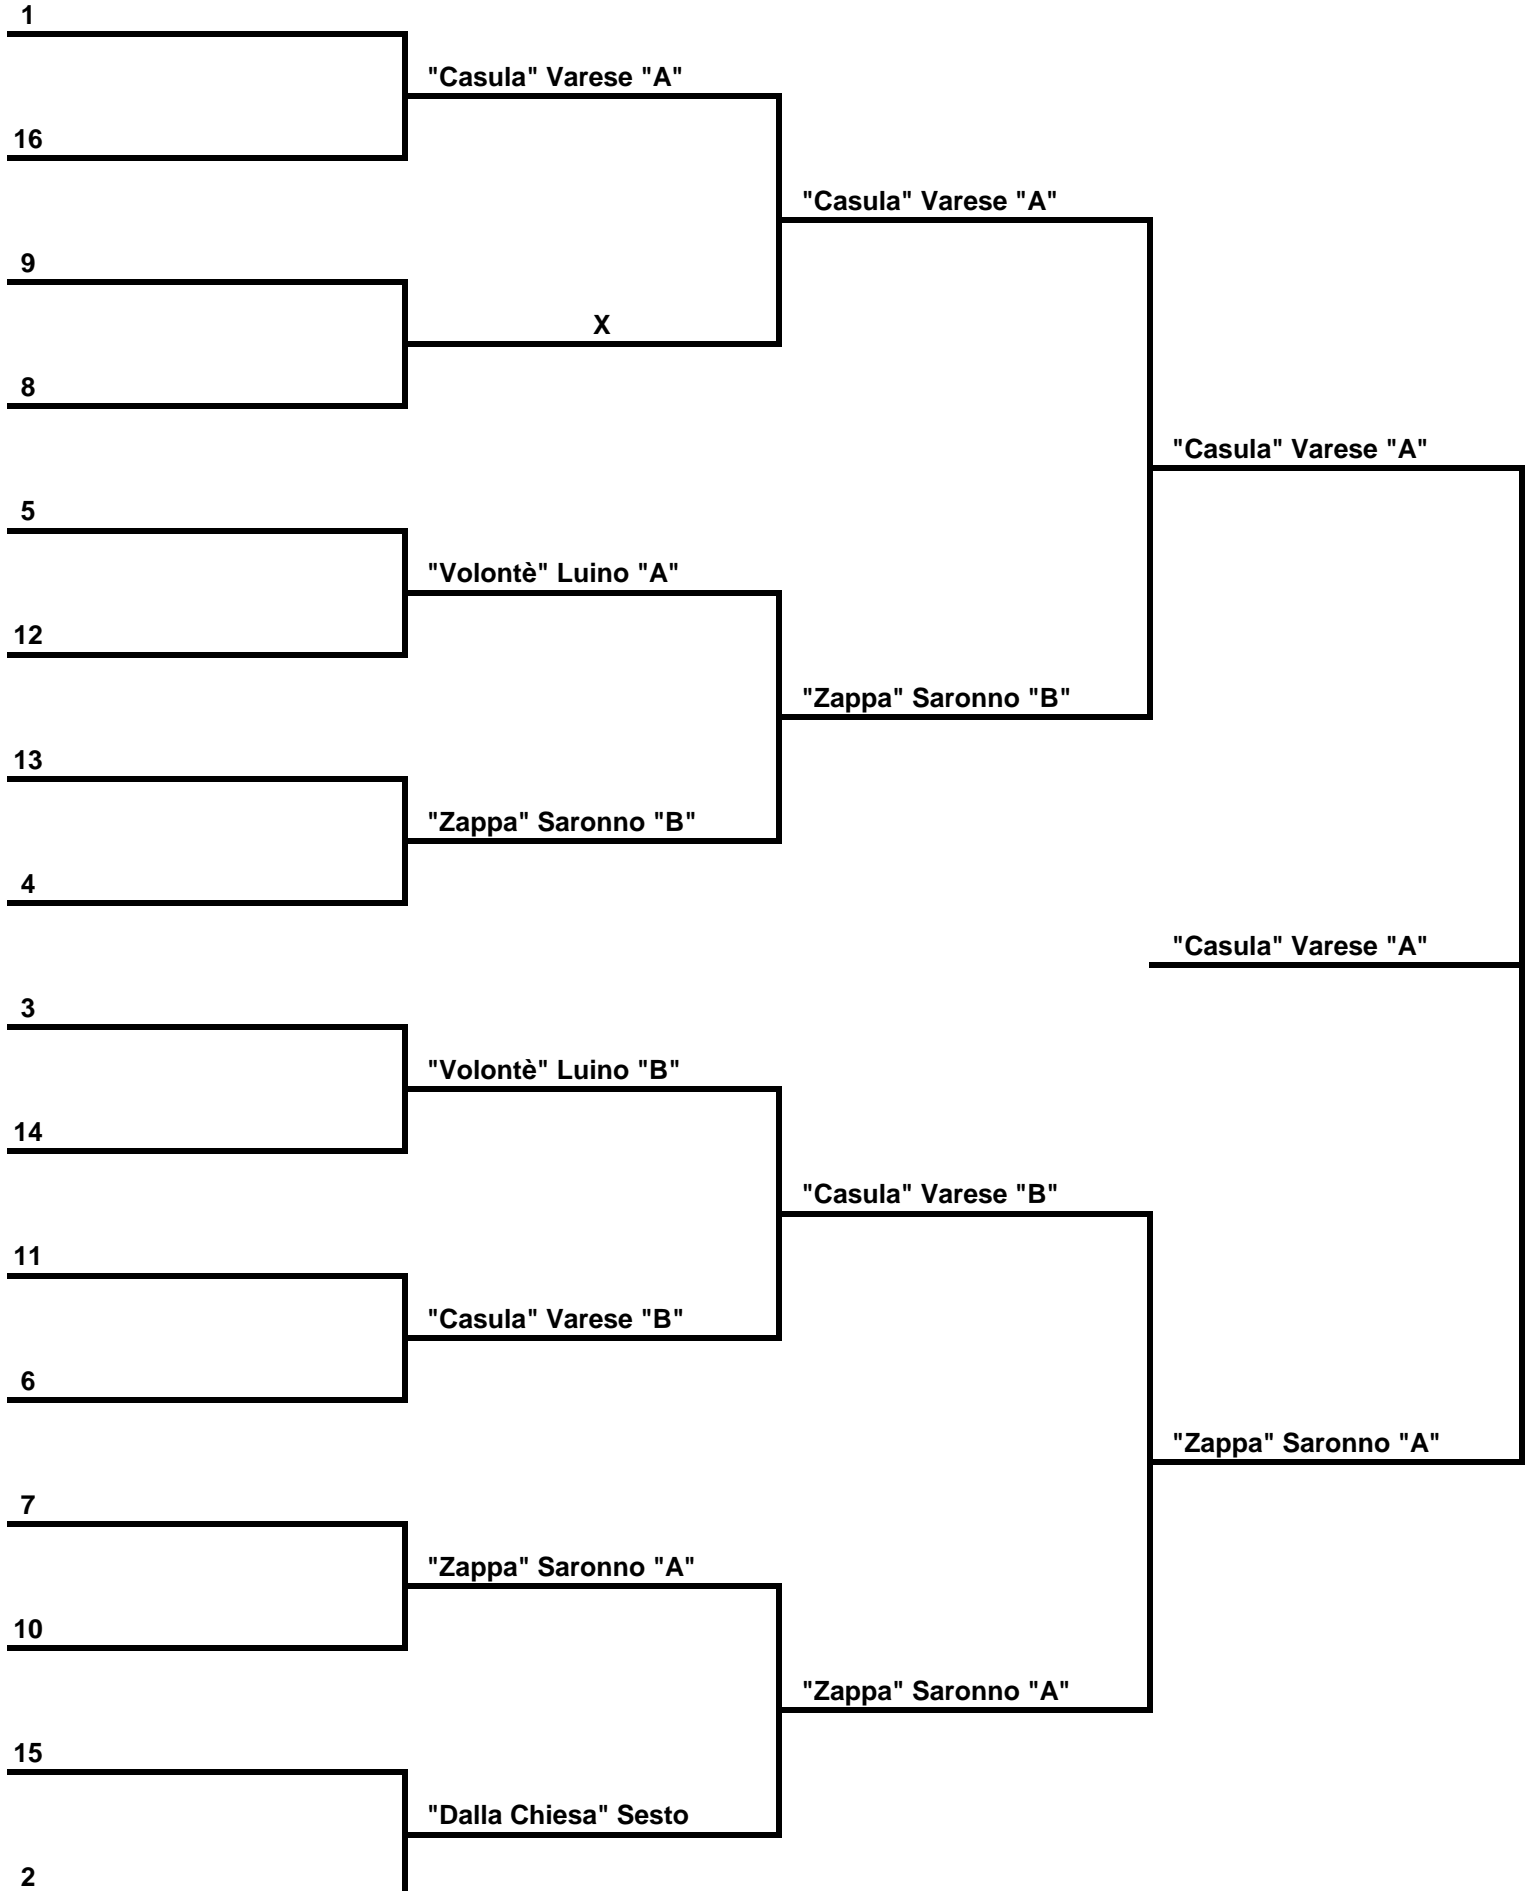 1
"Casula" Varese "A"
16
"Casula" Varese "A"
9
X
8
"Casula" Varese "A"
5
"Volontè" Luino "A"
12
"Zappa" Saronno "B"
13
"Zappa" Saronno "B"
4
"Casula" Varese "A"
3
"Volontè" Luino "B"
14
"Casula" Varese "B"
11
"Casula" Varese "B"
6
"Zappa" Saronno "A"
7
"Zappa" Saronno "A"
10
"Zappa" Saronno "A"
15
"Dalla Chiesa" Sesto
2